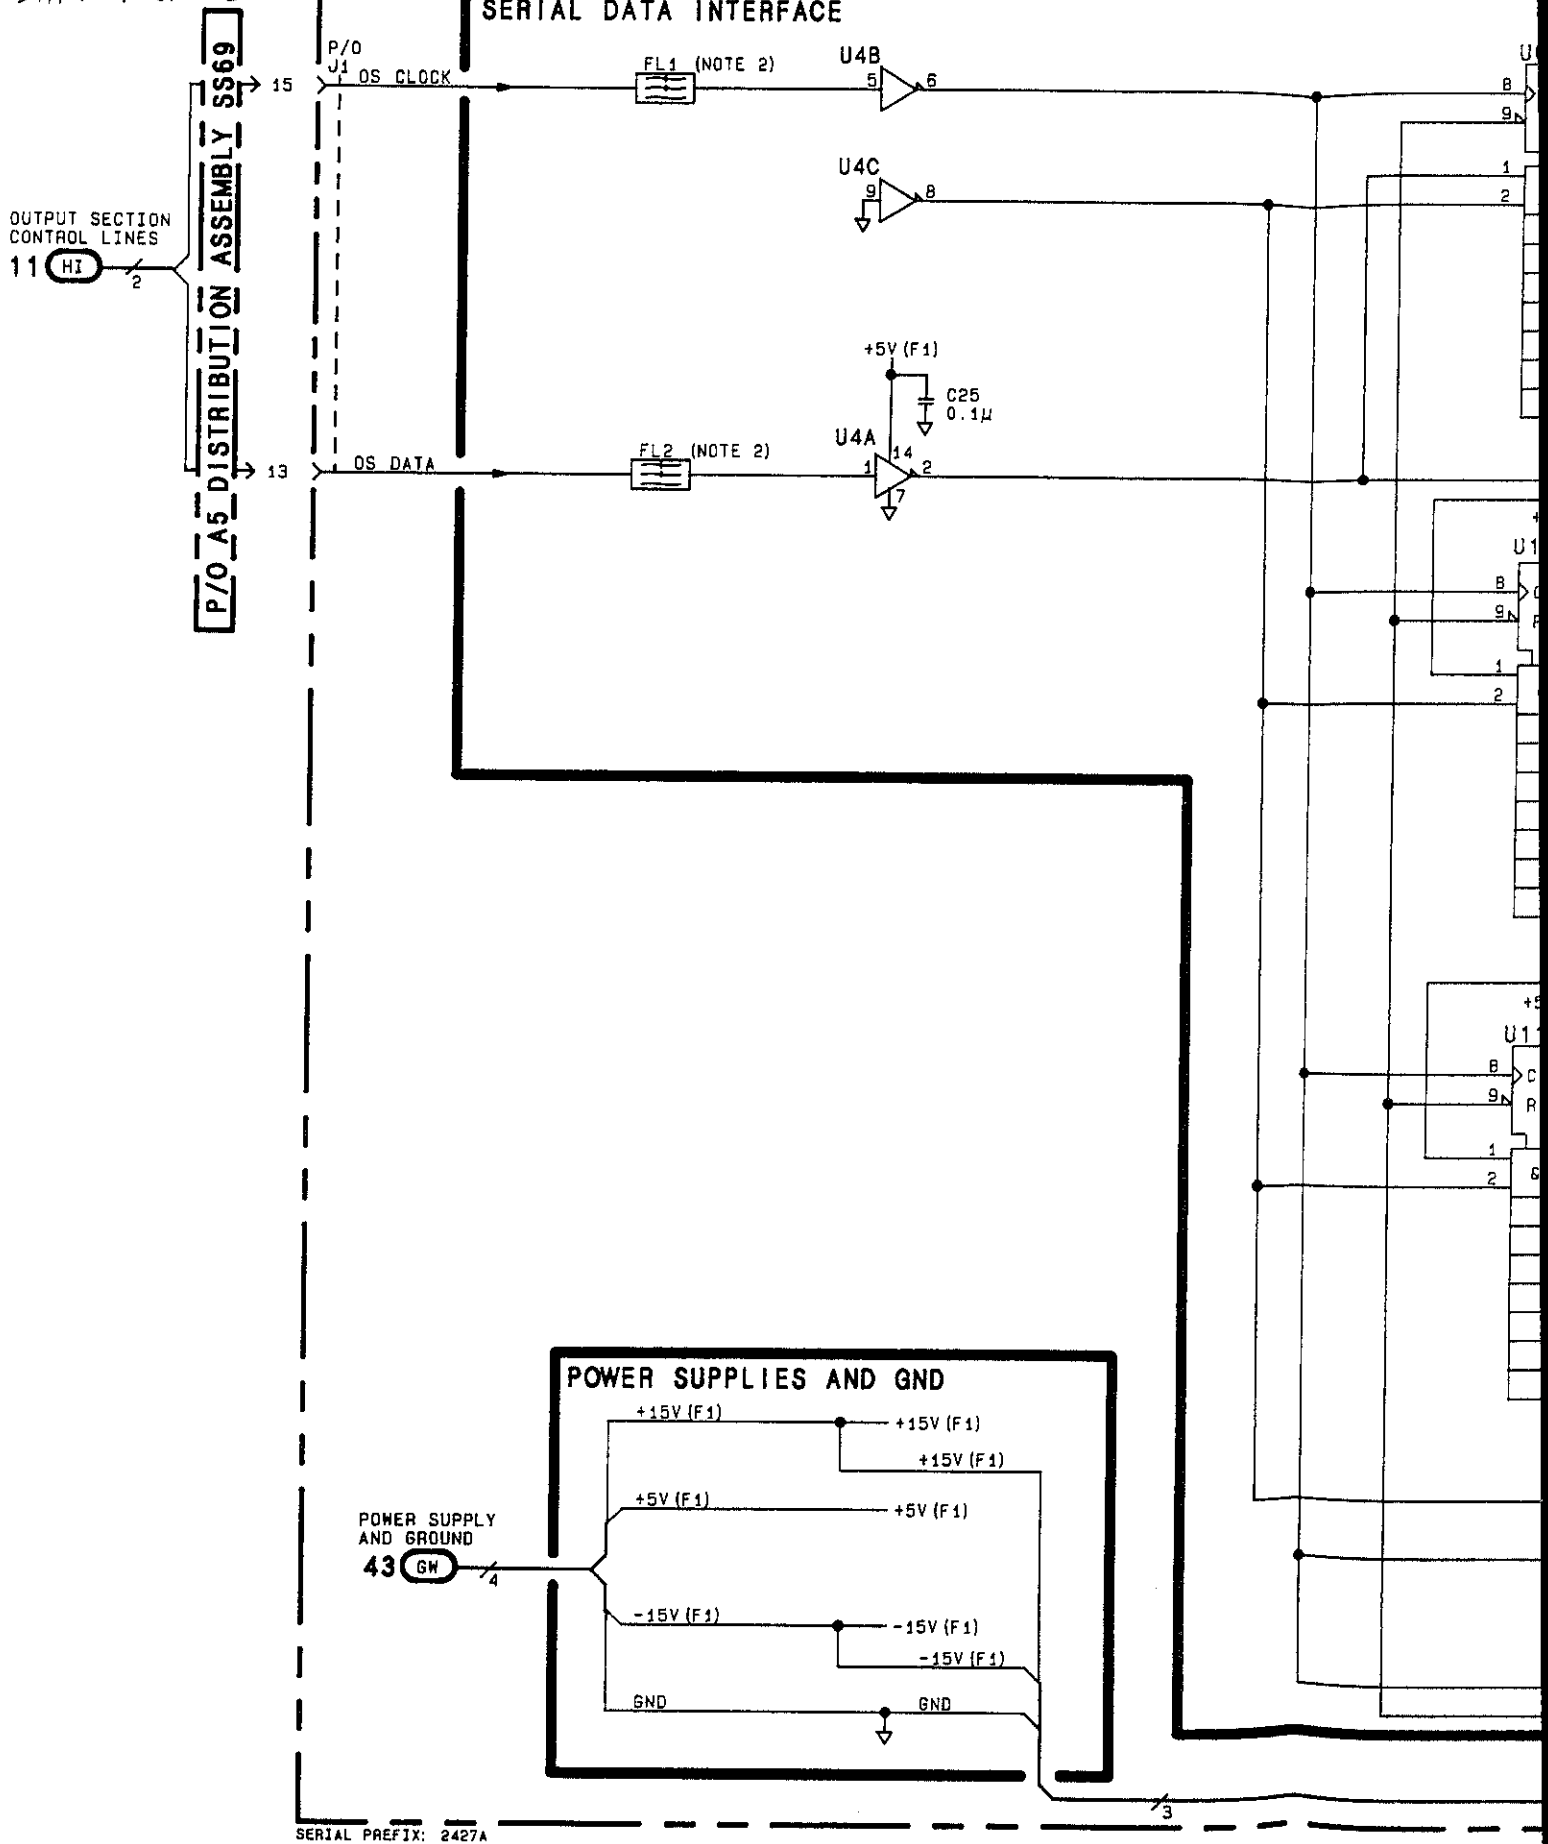 SERIAL DATA INTERFACE
P/O A5 DISTRIBUTION ASSEMBLY SS69
P/O
J1
15
OS CLOCK
FL1 (NOTE 2)
U4B
5
6
8
9
1
2
U4C
9
8
OUTPUT SECTION
CONTROL LINES
11 HI
2
+5V(F1)
C25
0.1µ
13
OS DATA
FL2 (NOTE 2)
U4A
14
1
2
7
U1
8
9
1
2
U11
8
C
9
R
1
2
&
POWER SUPPLIES AND GND
+15V(F1)
+15V(F1)
+15V(F1)
+5V(F1)
+5V(F1)
POWER SUPPLY
AND GROUND
43 GW
4
-15V(F1)
-15V(F1)
-15V(F1)
GND
GND
3
SERIAL PREFIX: 2427A